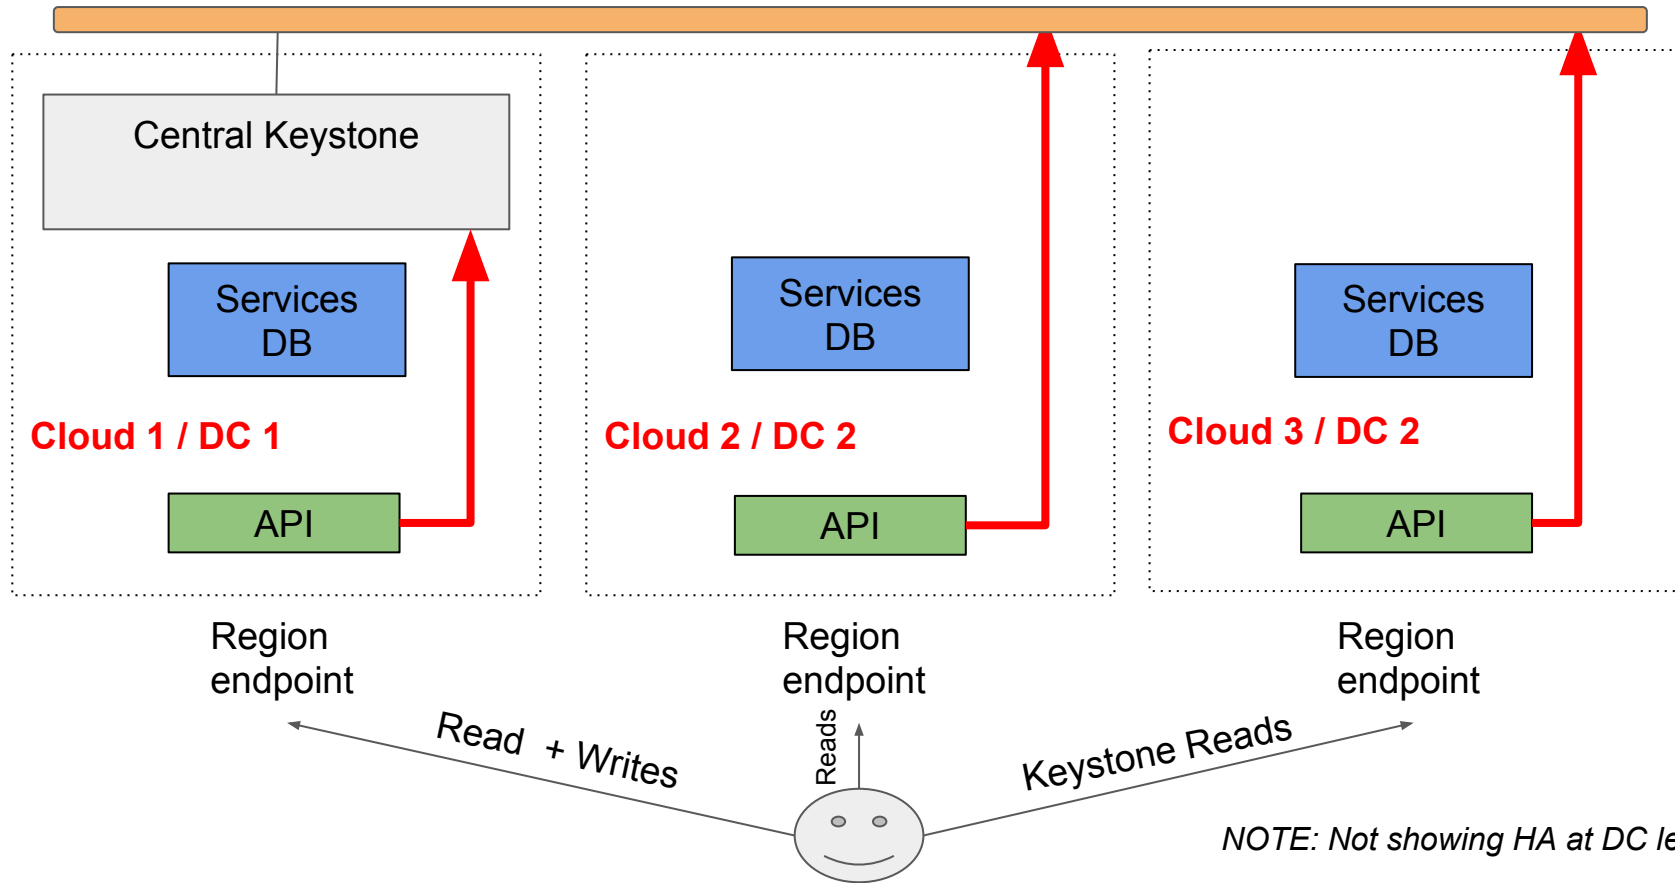 Central Keystone
Services
DB
Services
DB
Services
DB
Cloud 1 / DC 1
Cloud 2 / DC 2
Cloud 3 / DC 2
API
API
API
Region
endpoint
Region
endpoint
Region
endpoint
Read + Writes
Reads
Keystone Reads
NOTE: Not showing HA at DC